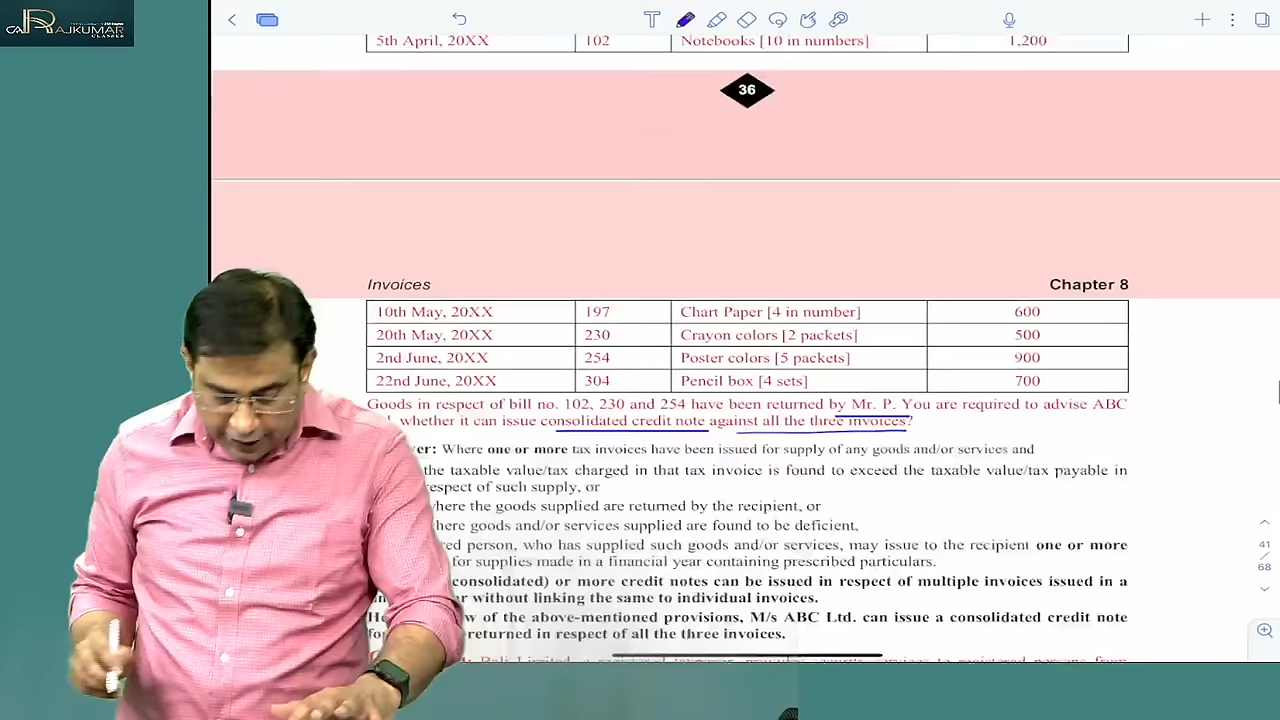 RAJKUMAR
5th April, 20XX 102 Notebooks [10 in numbers] 1,200
36
Invoices Chapter 8
10th May, 20XX 197 Chart Paper [4 in number] 600
20th May, 20XX 230 Crayon colors [2 packets] 500
2nd June, 20XX 254 Poster colors [5 packets] 900
22nd June, 20XX 304 Pencil box [4 sets] 700
Goods in respect of bill no. 102, 230 and 254 have been returned by Mr. P. You are required to advise ABC
whether it can issue consolidated credit note against all the three invoices?
er: Where one or more tax invoices have been issued for supply of any goods and/or services and
the taxable value/tax charged in that tax invoice is found to exceed the taxable value/tax payable in
respect of such supply, or
where the goods supplied are returned by the recipient, or
here goods and/or services supplied are found to be deficient,
ed person, who has supplied such goods and/or services, may issue to the recipient one or more
for supplies made in a financial year containing prescribed particulars.
(consolidated) or more credit notes can be issued in respect of multiple invoices issued in a
r without linking the same to individual invoices.
He w of the above-mentioned provisions, M/s ABC Ltd. can issue a consolidated credit note
fo returned in respect of all the three invoices.
41
68